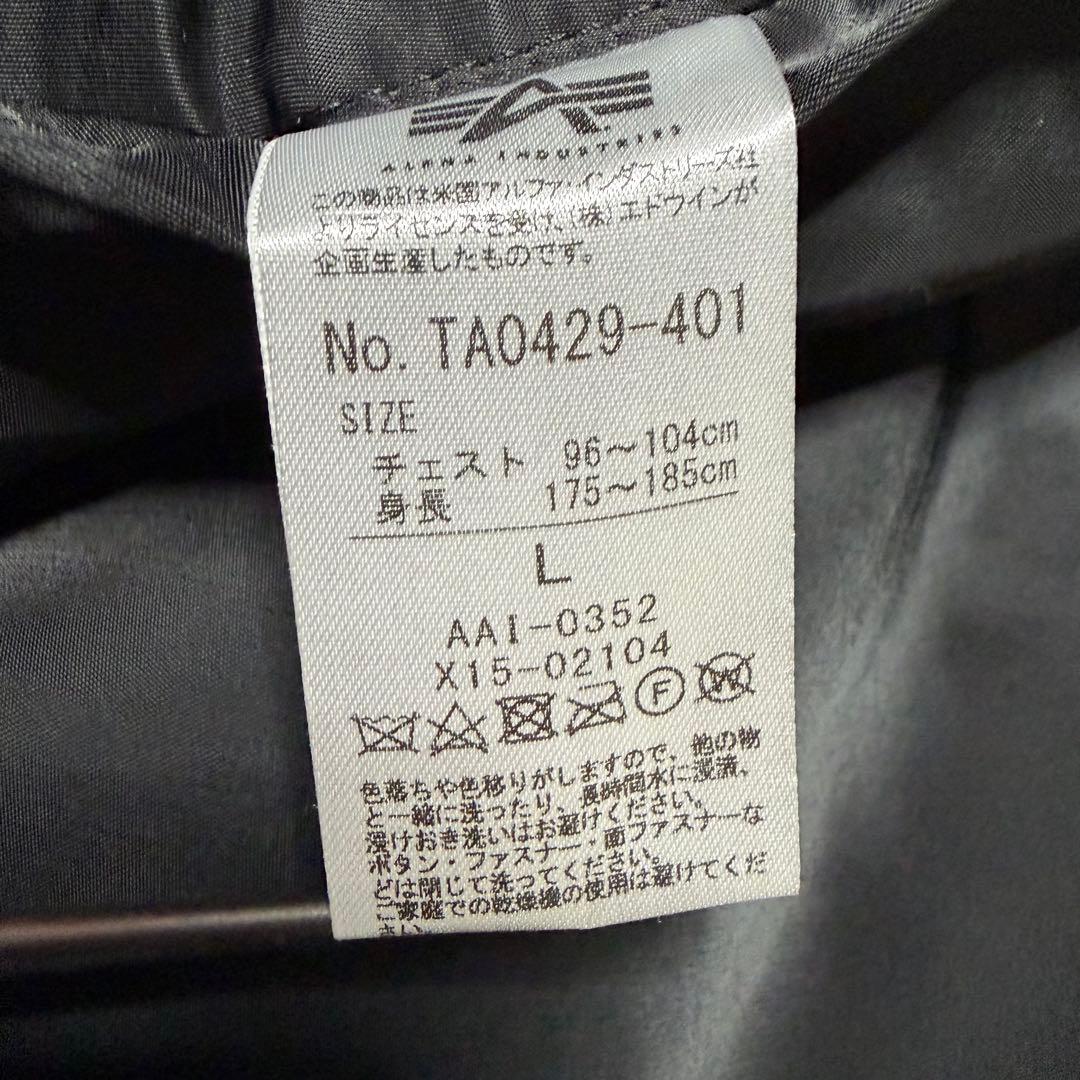 ALPHA INDUSTRIES
この商品は米国アルファ・インダストリーズ社
よりライセンスを受け、(株)エドウインが
企画生産したものです。
No. TA0429-401
SIZE
チェスト 96～104cm
身長 175～185cm
L
AAI-0352
X15-02104
F W
色落ちや色移りがしますので、他の物
と一緒に洗ったり、長時間水に浸漬、
浸けおき洗いはお避けください。
ボタン・ファスナー・面ファスナーな
どは閉じて洗ってください。
ご家庭での乾燥機の使用は避けてくだ
さい。